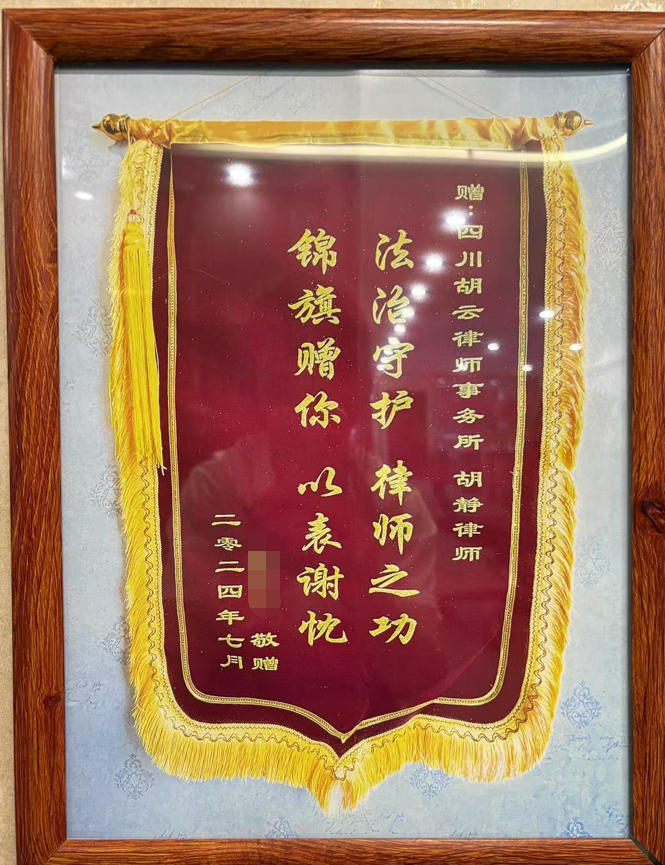 赠:四川胡云律师事务所 胡静律师
法治守护 律师之功
锦旗赠你 以表谢忱
敬赠
二零二四年七月